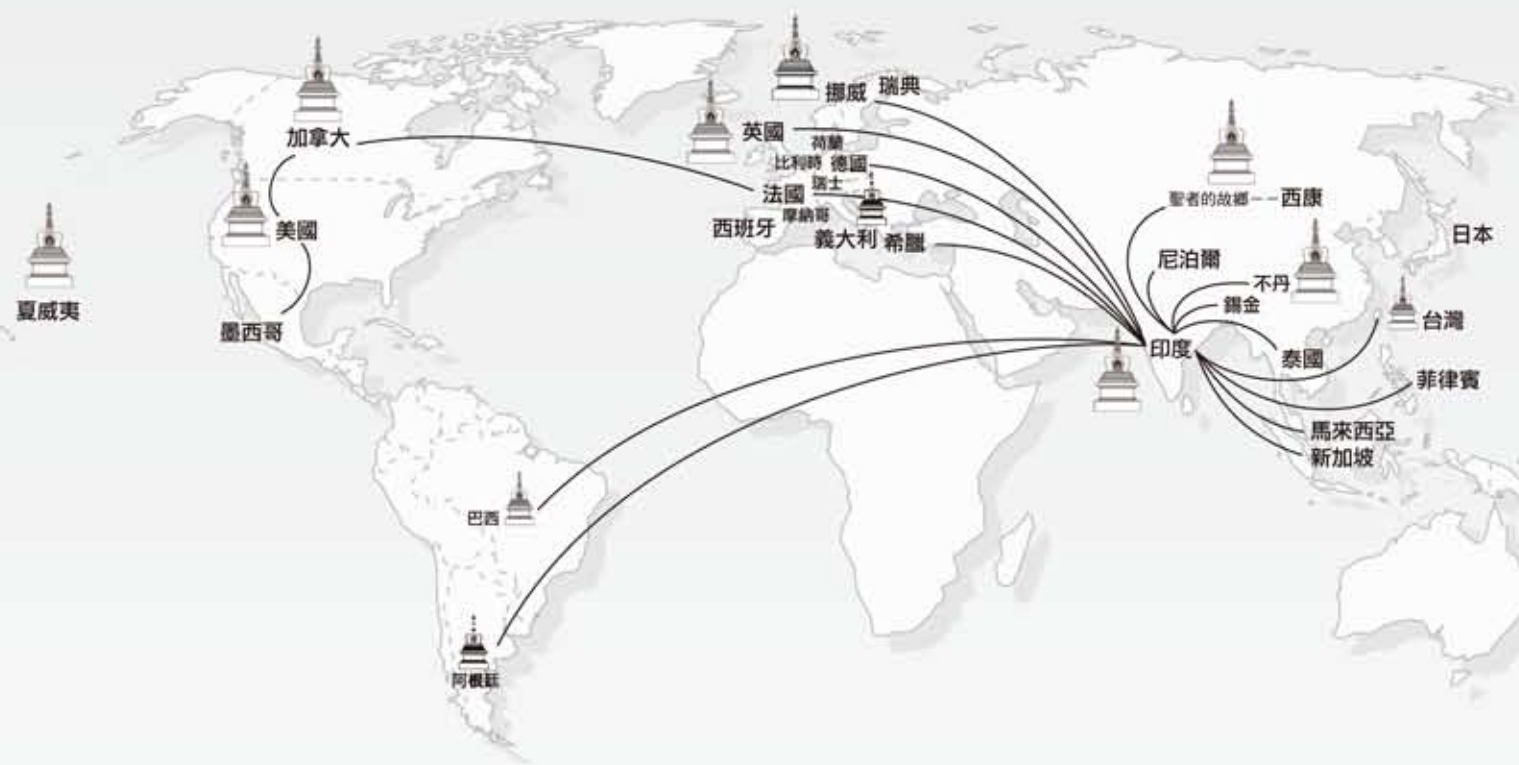 挪威 瑞典
加拿大
英國
荷蘭
比利時 德國
瑞士
法國
摩納哥
西班牙
義大利 希臘
聖者的故鄉－－西康
美國
日本
尼泊爾
不丹
錫金
夏威夷
墨西哥
台灣
印度
泰國
菲律賓
馬來西亞
新加坡
巴西
阿根廷